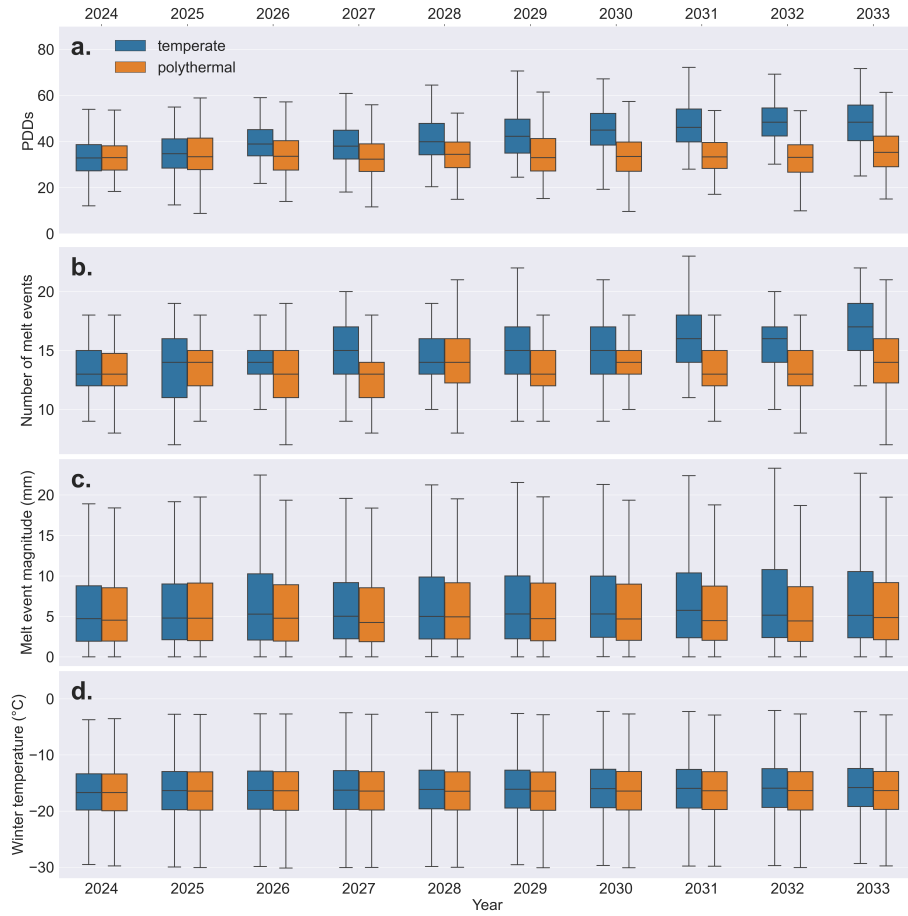 2024 2025 2026 2027 2028 2029 2030 2031 2032 2033
a.
temperate
polythermal
PDDs
80
60
40
20
0
b.
Number of melt events
20
15
10
c.
Melt event magnitude (mm)
20
15
10
5
0
d.
Winter temperature (°C)
0
−10
−20
−30
2024 2025 2026 2027 2028 2029 2030 2031 2032 2033
Year